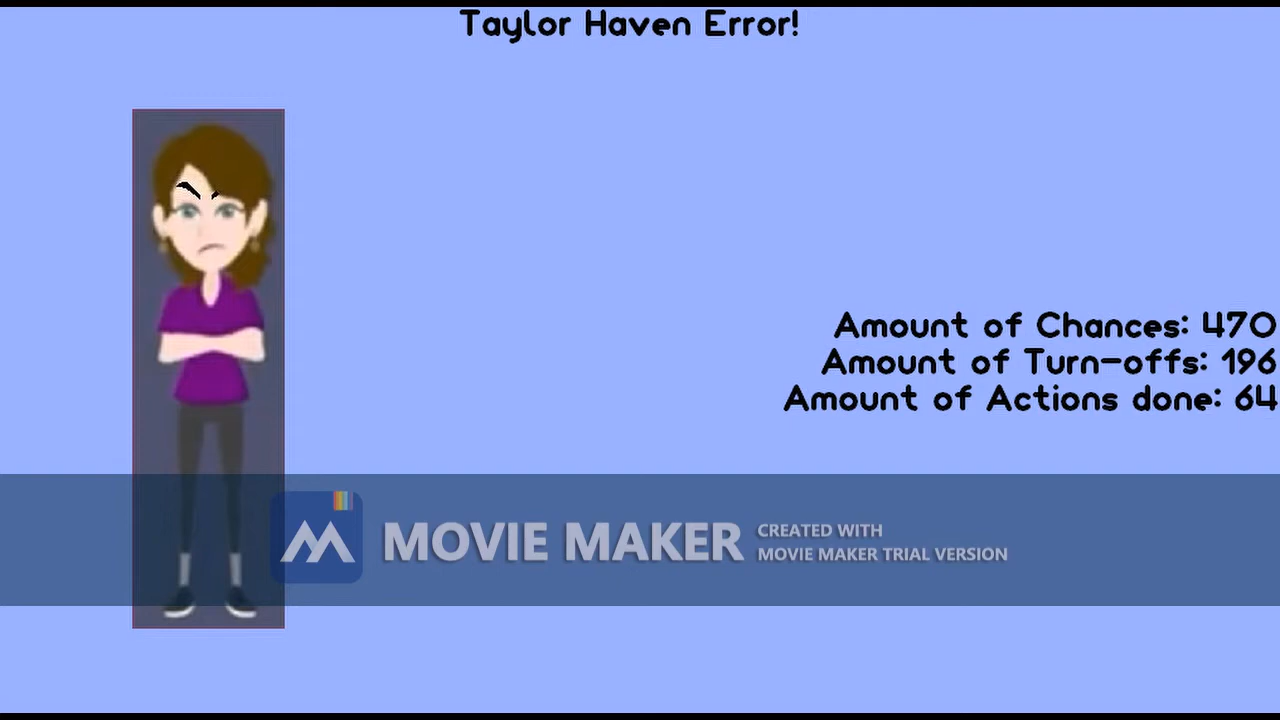 Taylor Haven Error!
Amount of Chances: 470
Amount of Turn-offs: 196
Amount of Actions done: 64
MOVIE MAKER
CREATED WITH
MOVIE MAKER TRIAL VERSION